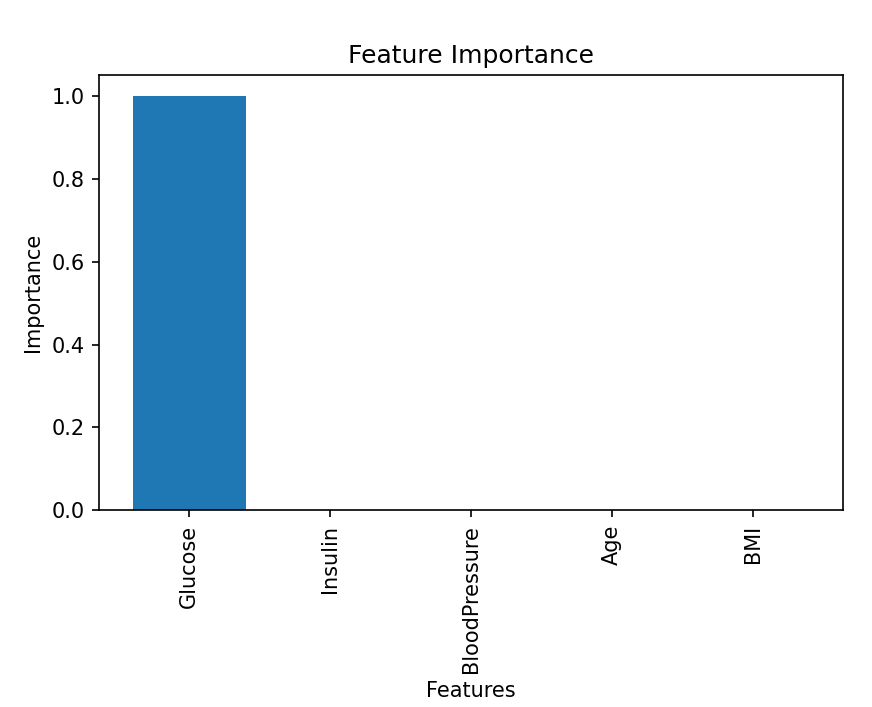 Feature Importance
1.0
0.8
0.6
0.4
0.2
0.0
Importance
Glucose
Insulin
BloodPressure
Age
BMI
Features